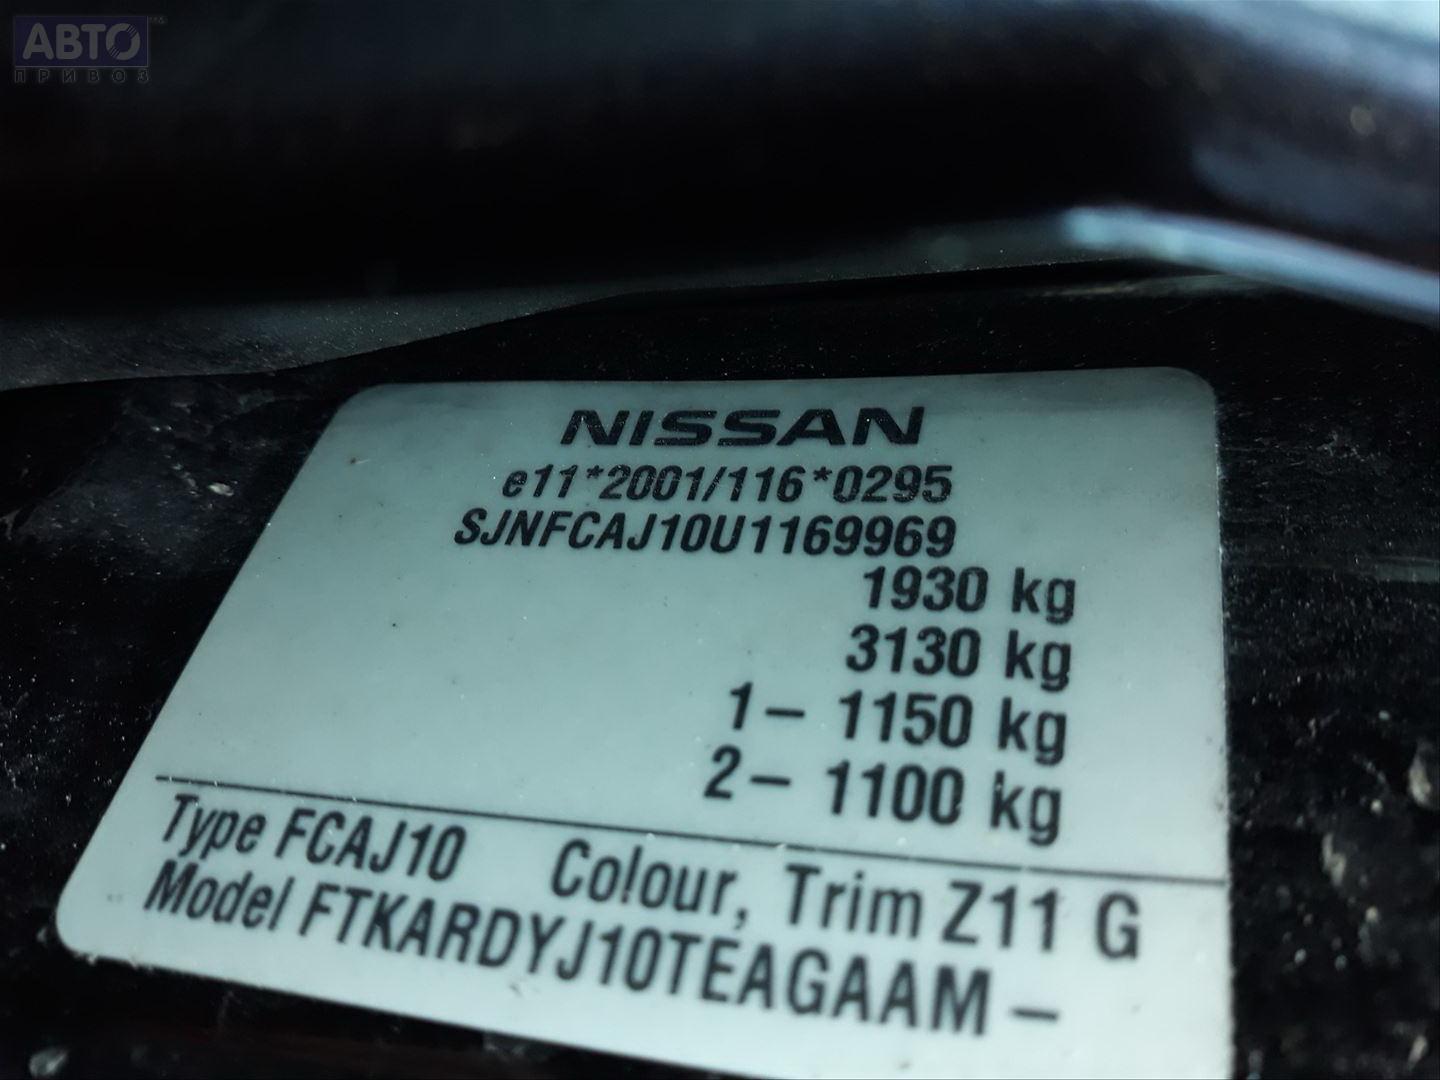 АВТО
ПРИВОЗ
NISSAN
e11*2001/116*0295
SJNFCAJ10U1169969
1930 kg
3130 kg
1– 1150 kg
2– 1100 kg
Type FCAJ10 Colour, Trim Z11 G
Model FTKARDYJ10TEAGAAM –